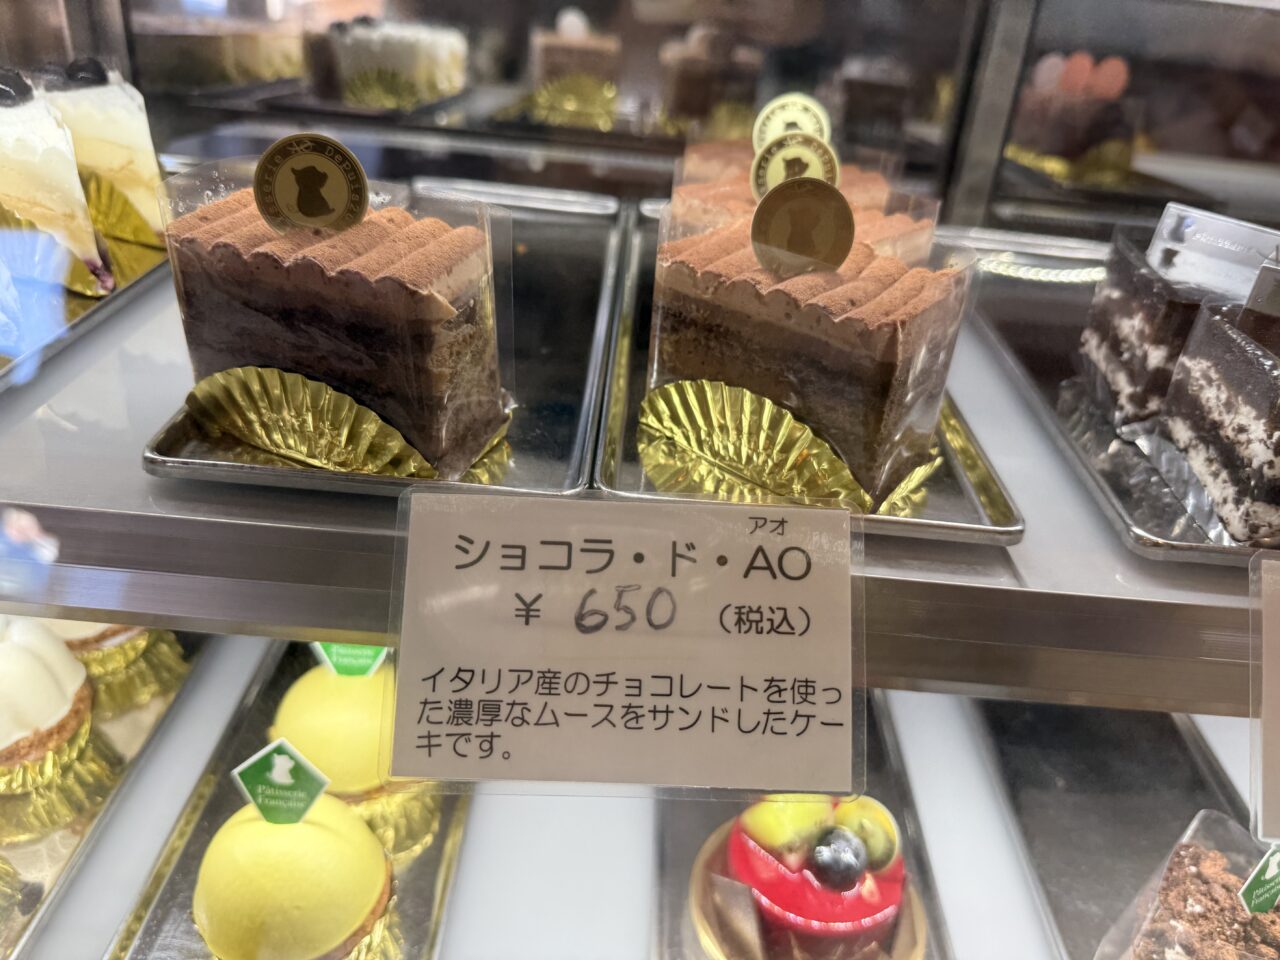 アオ
ショコラ・ド・AO
¥ 650 (税込)
イタリア産のチョコレートを使っ
た濃厚なムースをサンドしたケー
キです。
Pâtisserie
Française